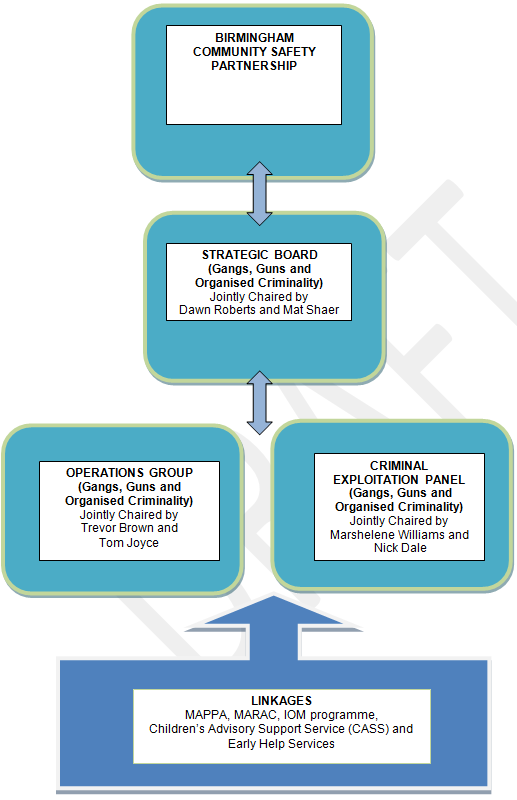 BIRMINGHAM
COMMUNITY SAFETY
PARTNERSHIP
STRATEGIC BOARD
(Gangs, Guns and
Organised Criminality)
Jointly Chaired by
Dawn Roberts and Mat Shaer
OPERATIONS GROUP
(Gangs, Guns and
Organised Criminality)
Jointly Chaired by
Trevor Brown and
Tom Joyce
CRIMINAL
EXPLOITATION PANEL
(Gangs, Guns and
Organised Criminality)
Jointly Chaired by
Marshelene Williams and
Nick Dale
LINKAGES
MAPPA, MARAC, IOM programme,
Children’s Advisory Support Service (CASS) and
Early Help Services
DRAFT